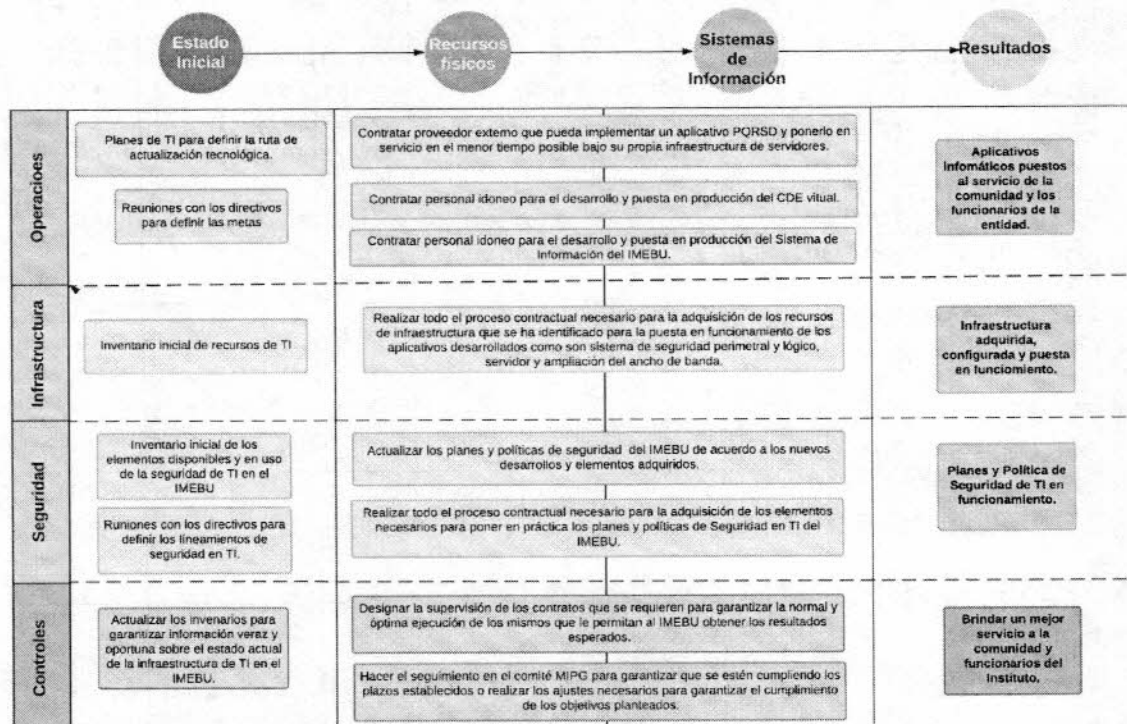 Estado
Inicial
Recursos
físicos
Sistemas
de
Información
Resultados
Operacioes
Planes de TI para definir la ruta de
actualización tecnológica.
Reuniones con los directivos
para definir las metas
Contratar proveedor externo que pueda implementar un aplicativo PQRSD y ponerlo en
servicio en el menor tiempo posible bajo su propia infraestructura de servidores.
Contratar personal idoneo para el desarrollo y puesta en producción del CDE vitual.
Contratar personal idoneo para el desarrollo y puesta en producción del Sistema de
Información del IMEBU.
Aplicativos
Infomáticos puestos
al servicio de la
comunidad y los
funcionarios de la
entidad.
Infrastructura
Inventario inicial de recursos de TI
Realizar todo el proceso contractual necesario para la adquisición de los recursos
de infraestructura que se ha identificado para la puesta en funcionamiento de los
aplicativos desarrollados como son sistema de seguridad perimetral y lógico,
servidor y ampliación del ancho de banda.
Infraestructura
adquirida,
configurada y puesta
en funciomiento.
Seguridad
Inventario inicial de los
elementos disponibles y en uso
de la seguridad de TI en el
IMEBU
Runiones con los directivos para
definir los líneamientos de
seguridad en TI.
Actualizar los planes y políticas de seguridad del IMEBU de acuerdo a los nuevos
desarrollos y elementos adquiridos.
Realizar todo el proceso contractual necesario para la adquisición de los elementos
necesarios para poner en práctica los planes y políticas de Seguridad en TI del
IMEBU.
Planes y Política de
Seguridad de TI en
funcionamiento.
Controles
Actualizar los invenarios para
garantizar información veraz y
oportuna sobre el estado actual
de la infraestructura de TI en el
IMEBU.
Designar la supervisión de los contratos que se requieren para garantizar la normal y
óptima ejecución de los mismos que le permitan al IMEBU obtener los resultados
esperados.
Hacer el seguimiento en el comité MIPG para garantizar que se estén cumpliendo los
plazos establecidos o realizar los ajustes necesarios para garantizar el cumplimiento
de los objetivos planteados.
Brindar un mejor
servicio a la
comunidad y
funcionarios del
Instituto.